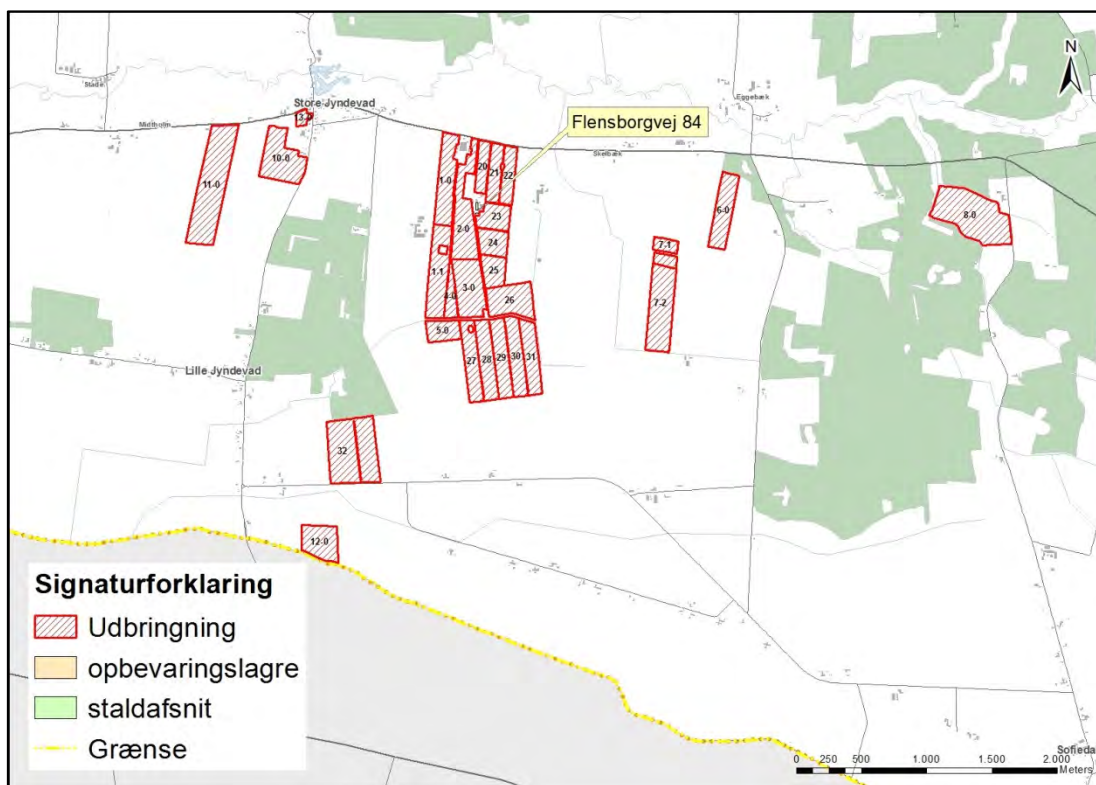 N
Stade
Store Jyndevad
Midtholm
Eggebæk
Flensborgvej 84
Skelbæk
13-0
10-0
11-0
1-0
20
21
22
23
2-0
24
1-1
25
4-0
3-0
26
5-0
27
28
29
30
31
6-0
7-1
7-2
8-0
Lille Jyndevad
32
12-0
Signaturforklaring
Udbringning
opbevaringslagre
staldafsnit
Grænse
Sofieda
0 250 500 1.000 1.500 2.000
Meters